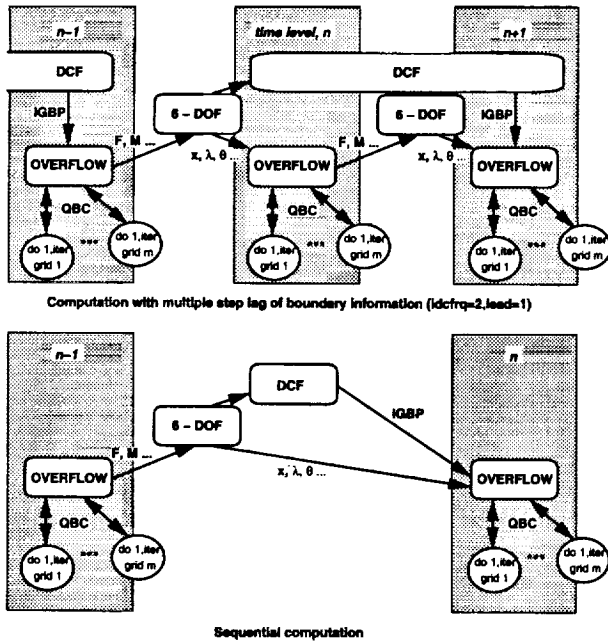 n–1
time level, n
n+1
DCF
DCF
IGBP
6 – DOF
6 – DOF
IGBP
OVERFLOW
F, M ...
x, λ, θ ...
OVERFLOW
F, M ...
x, λ, θ ...
OVERFLOW
QBC
QBC
QBC
do 1,iter
grid 1
***
do 1,iter
grid m
do 1,iter
grid 1
***
do 1,iter
grid m
do 1,iter
grid 1
***
do 1,iter
grid m
Computation with multiple step lag of boundary information (idcfrq=2,lead=1)
n–1
n
DCF
6 – DOF
IGBP
F, M ...
x, λ, θ ...
OVERFLOW
OVERFLOW
QBC
QBC
do 1,iter
grid 1
***
do 1,iter
grid m
do 1,iter
grid 1
***
do 1,iter
grid m
Sequential computation